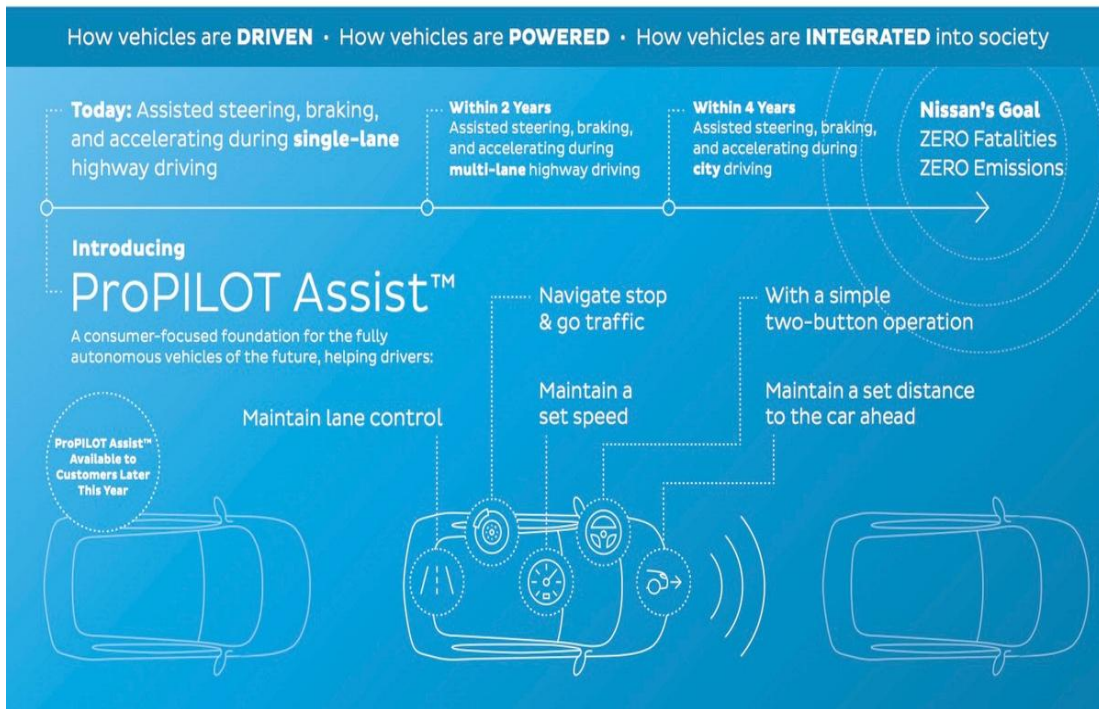 How vehicles are DRIVEN · How vehicles are POWERED · How vehicles are INTEGRATED into society
Today: Assisted steering, braking,
and accelerating during single-lane
highway driving
Within 2 Years
Assisted steering, braking,
and accelerating during
multi-lane highway driving
Within 4 Years
Assisted steering, braking,
and accelerating during
city driving
Nissan's Goal
ZERO Fatalities
ZERO Emissions
Introducing
ProPILOT Assist™
A consumer-focused foundation for the fully
autonomous vehicles of the future, helping drivers:
ProPILOT Assist™
Available to
Customers Later
This Year
Maintain lane control
Navigate stop
& go traffic
Maintain a
set speed
With a simple
two-button operation
Maintain a set distance
to the car ahead